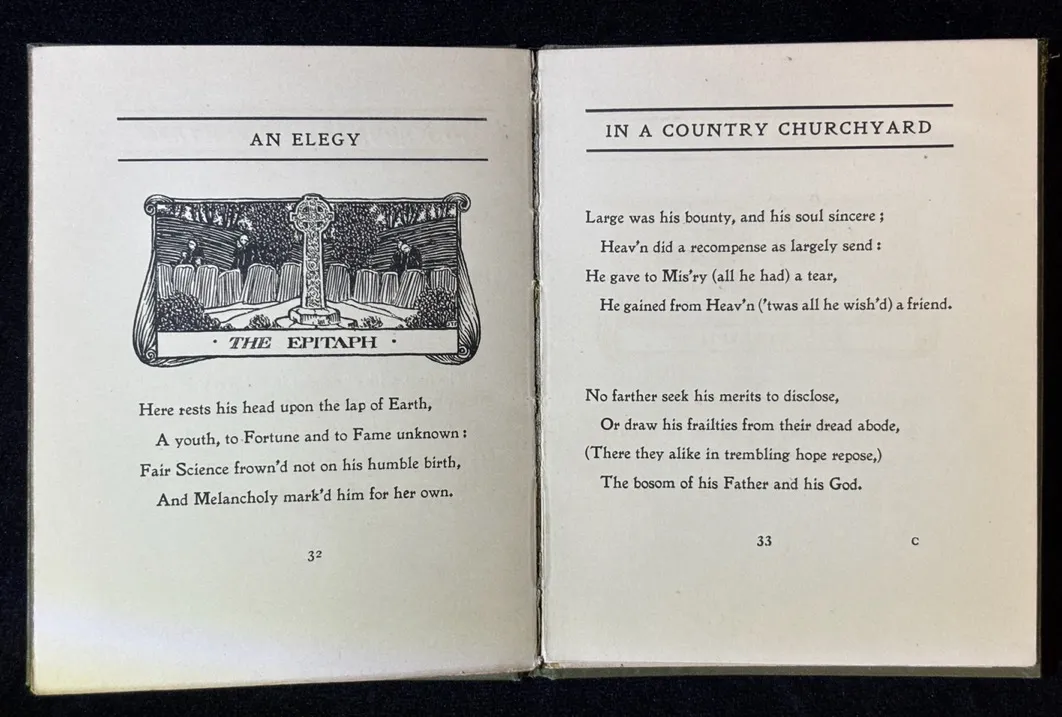 AN ELEGY
· THE EPITAPH ·
Here rests his head upon the lap of Earth,
A youth, to Fortune and to Fame unknown :
Fair Science frown'd not on his humble birth,
And Melancholy mark'd him for her own.
32
IN A COUNTRY CHURCHYARD
Large was his bounty, and his soul sincere ;
Heav'n did a recompense as largely send :
He gave to Mis'ry (all he had) a tear,
He gained from Heav'n ('twas all he wish'd) a friend.
No farther seek his merits to disclose,
Or draw his frailties from their dread abode,
(There they alike in trembling hope repose,)
The bosom of his Father and his God.
33 C